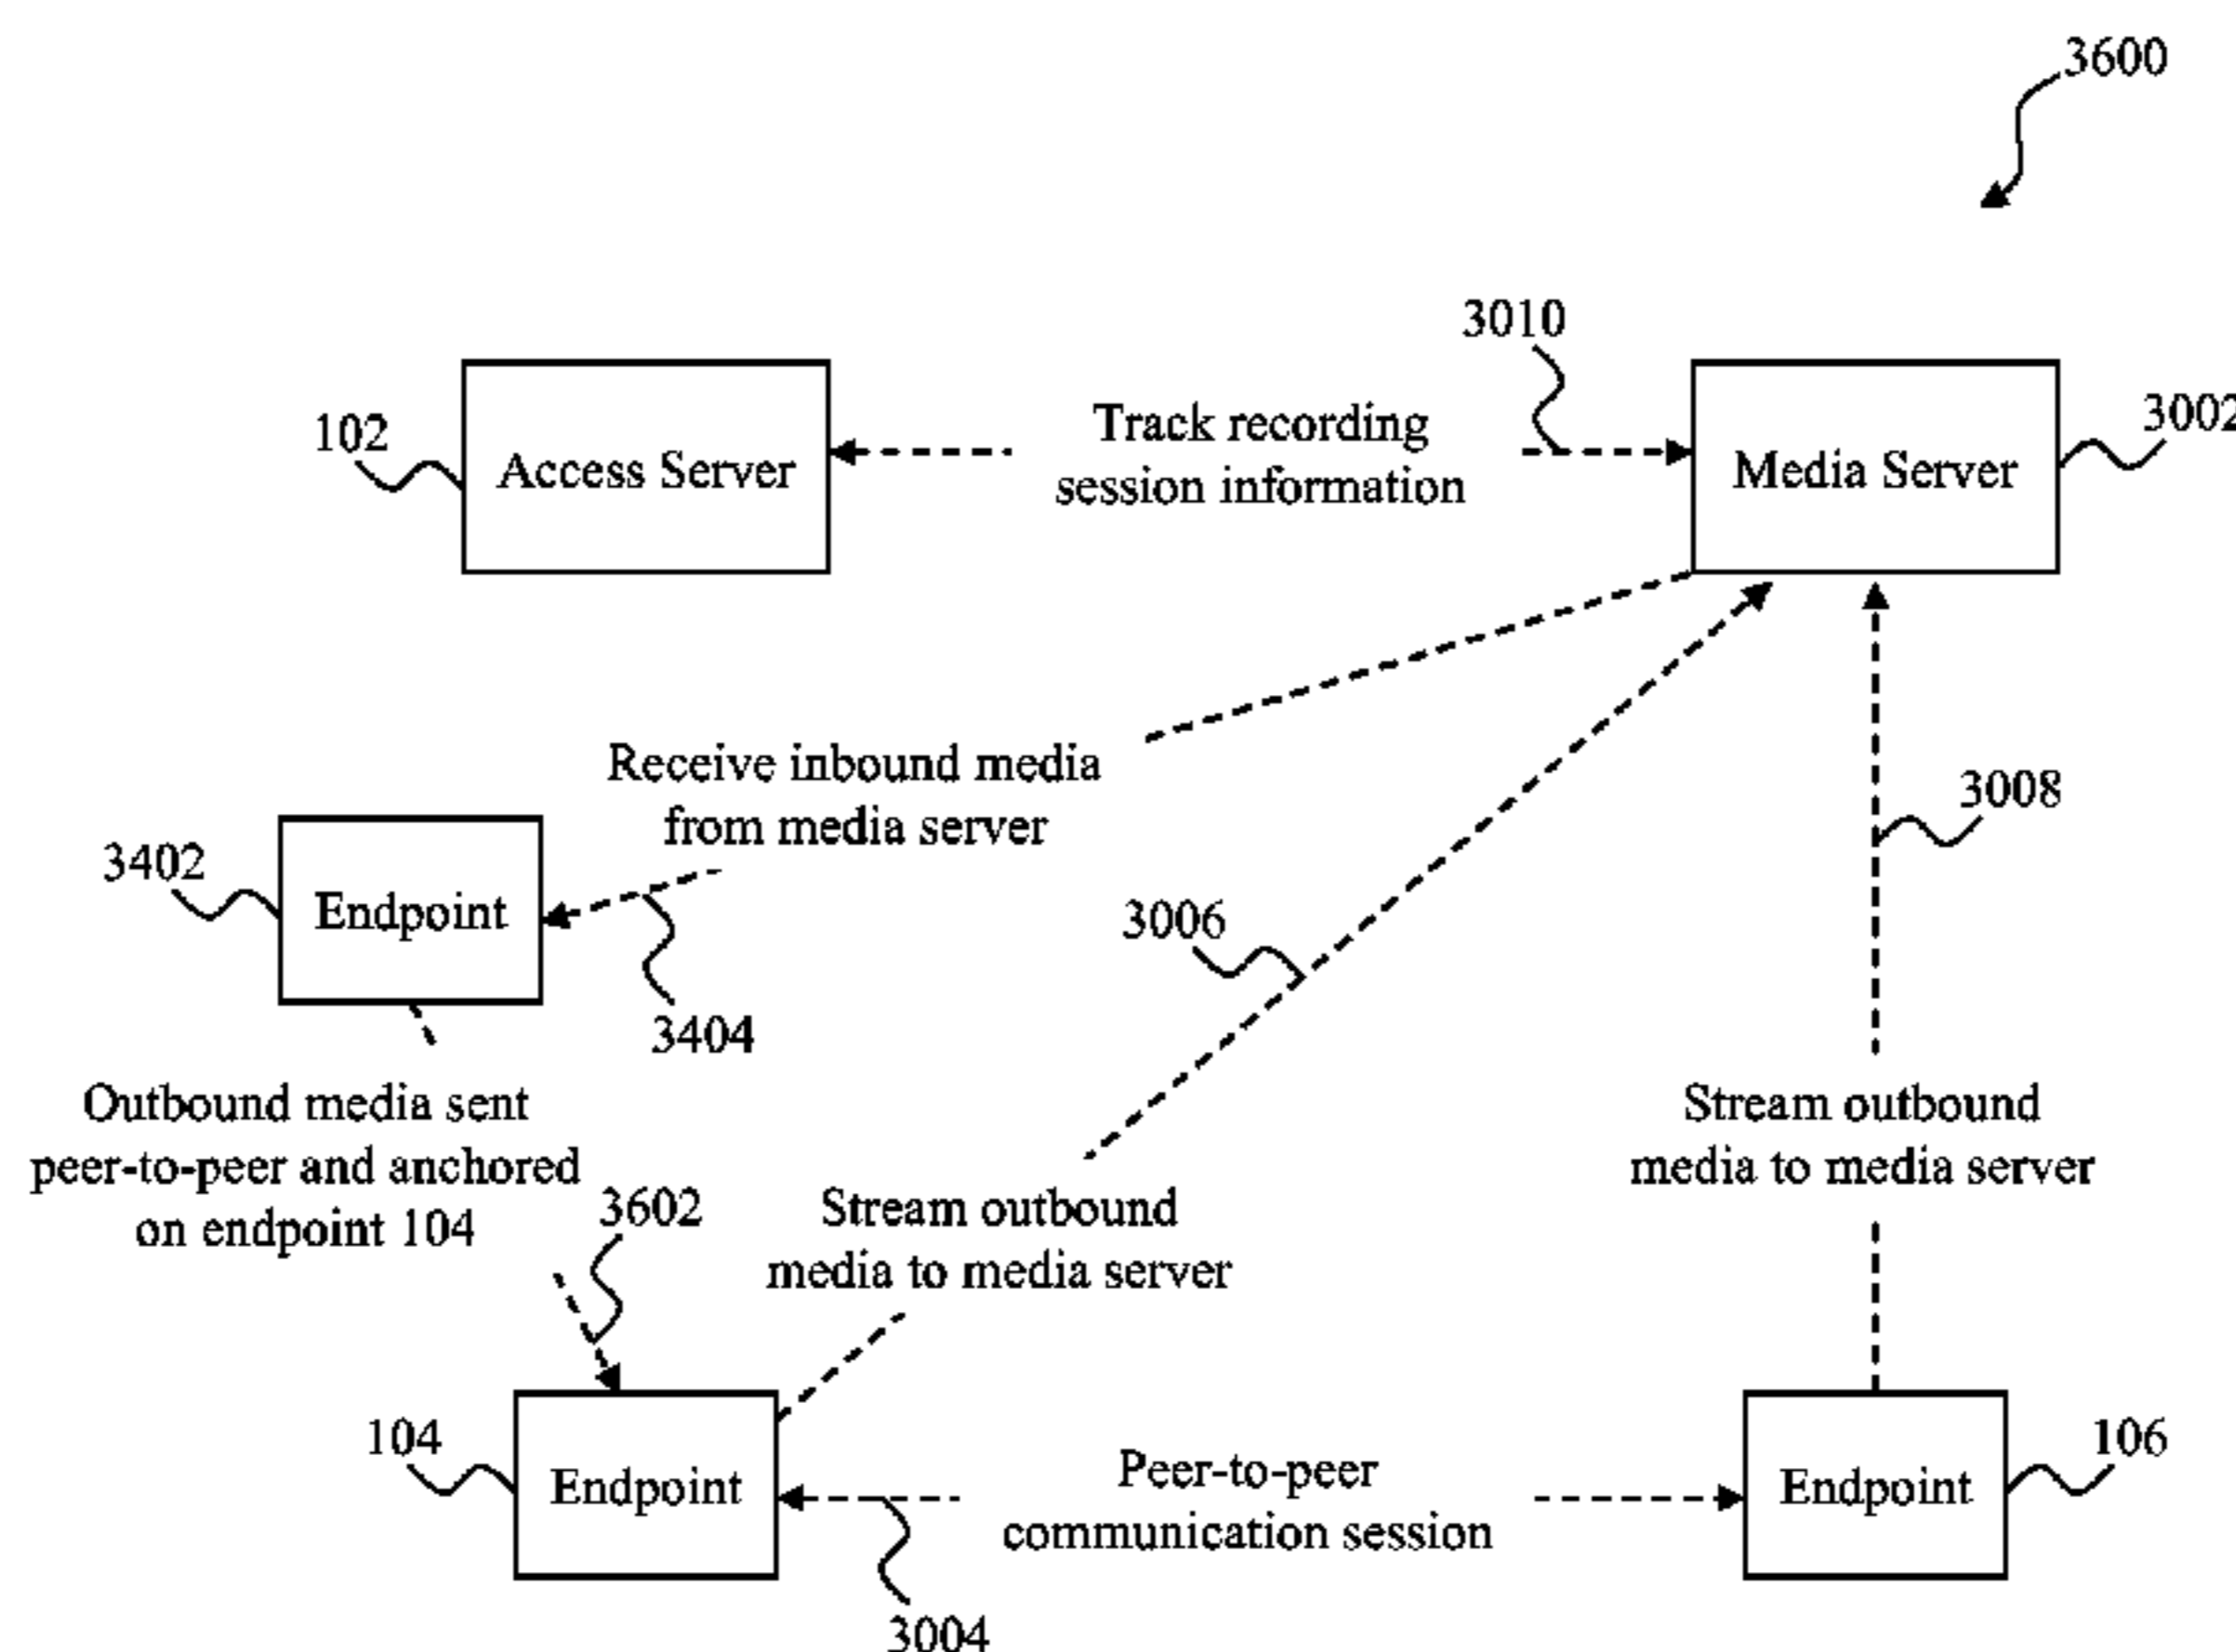 3600
3010
Track recording
session information
102
Access Server
Media Server
3002
Receive inbound media
from media server
3402
Endpoint
3404
3006
3008
Outbound media sent
peer-to-peer and anchored
on endpoint 104
3602
Stream outbound
media to media server
Stream outbound
media to media server
104
Endpoint
Peer-to-peer
communication session
3004
Endpoint
106